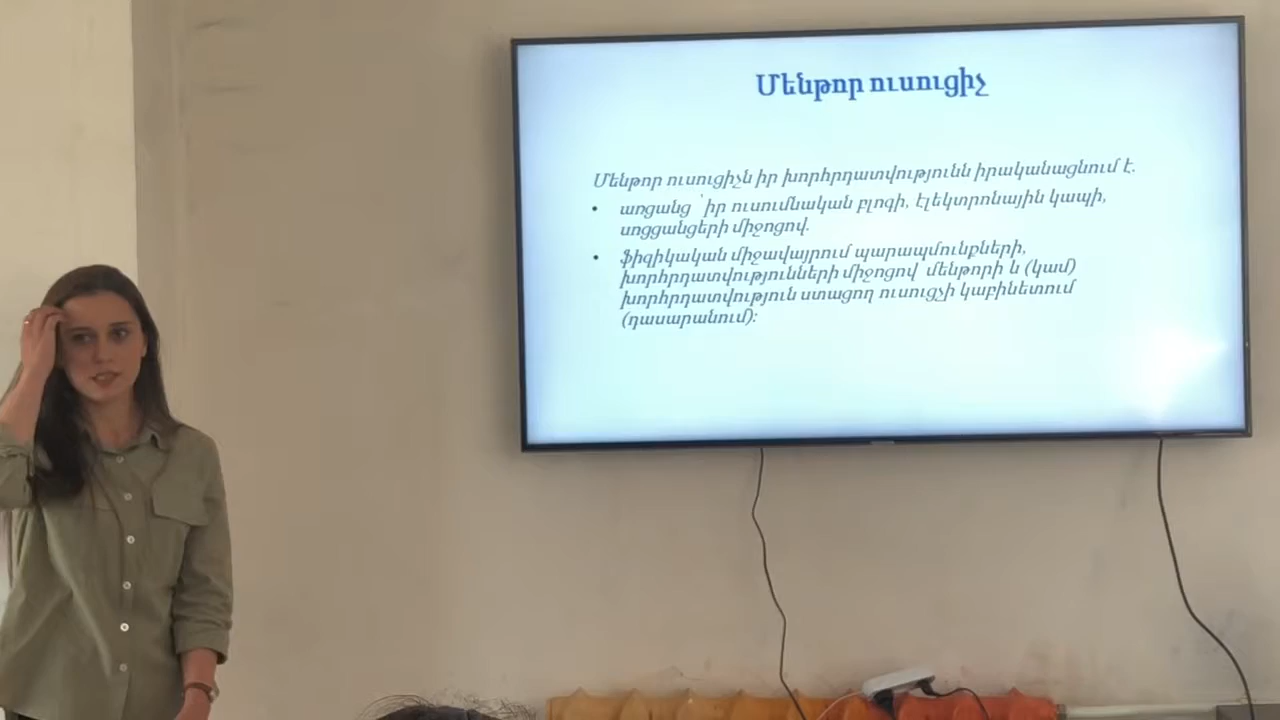 Մենթոր ուսուցիչ
Մենթոր ուսուցիչն իր խորհրդատվությունն իրականացնում է.
• առցանց ՝իր ուսումնական բլոգի, էլեկտրոնային կապի,
սոցցանցերի միջոցով.
• ֆիզիկական միջավայրում պարապմունքների,
խորհրդատվությունների միջոցով մենթորի և (կամ)
խորհրդատվություն ստացող ուսուցչի կաբինետում
(դասարանում):